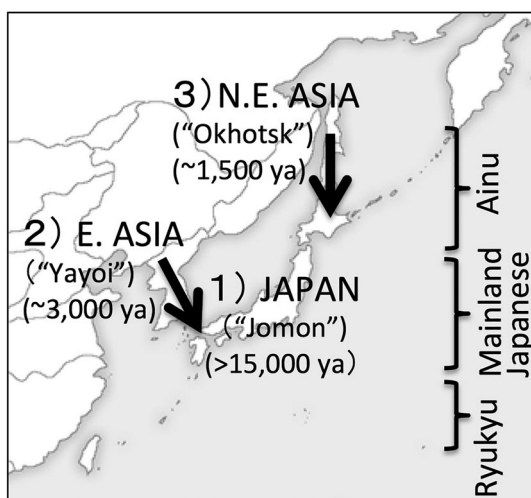 3)N.E. ASIA
(“Okhotsk”)
(~1,500 ya)
2) E. ASIA
(“Yayoi”)
(~3,000 ya)
1) JAPAN
(“Jomon”)
(>15,000 ya)
Ainu
Mainland
Japanese
Ryukyu